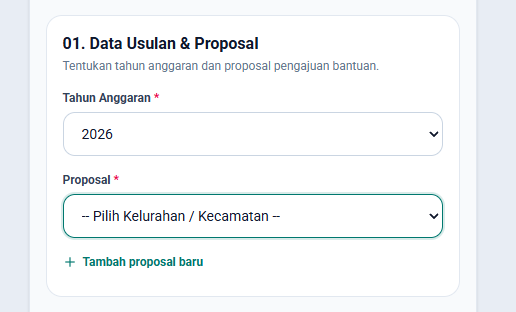 01. Data Usulan & Proposal
Tentukan tahun anggaran dan proposal pengajuan bantuan.
Tahun Anggaran *
2026
Proposal *
-- Pilih Kelurahan / Kecamatan --
+ Tambah proposal baru